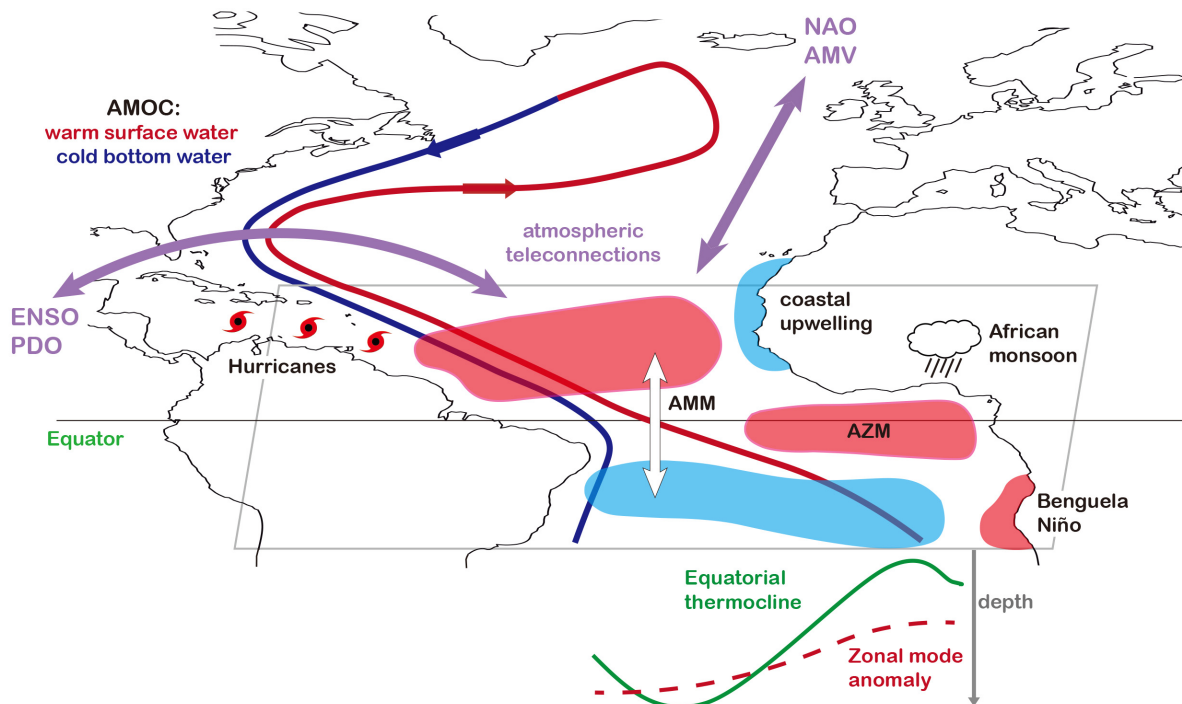 NAO
AMV
AMOC:
warm surface water
cold bottom water
atmospheric
teleconnections
ENSO
PDO
Hurricanes
coastal
upwelling
African
monsoon
AMM
Equator
AZM
Benguela
Niño
Equatorial
thermocline
depth
Zonal mode
anomaly